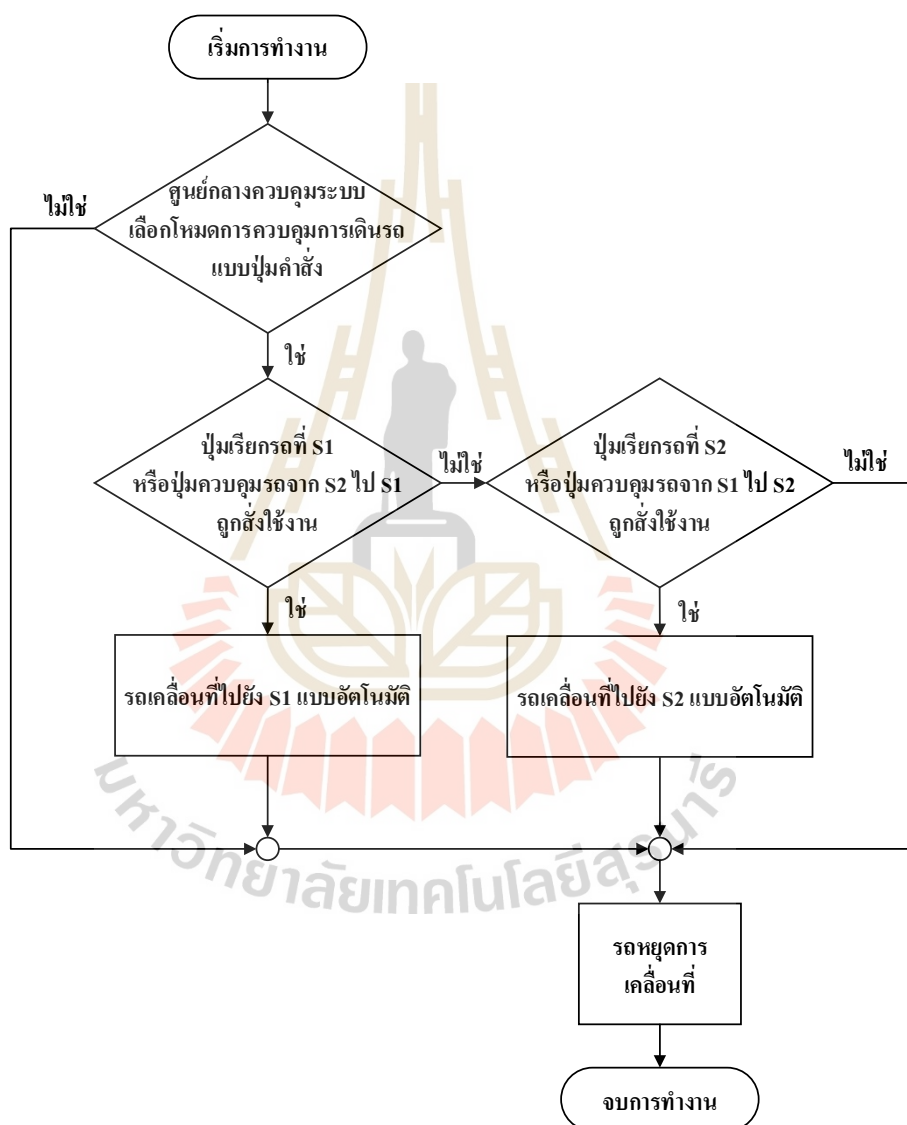 เริ่มการทำงาน
ศูนย์กลางควบคุมระบบ
เลือกโหมดการควบคุมการเดินรถ
แบบปุ่มคำสั่ง
ไม่ใช่
ใช่
ปุ่มเรียกรถที่ S1
หรือปุ่มควบคุมรถจาก S2 ไป S1
ถูกสั่งใช้งาน
ไม่ใช่
ปุ่มเรียกรถที่ S2
หรือปุ่มควบคุมรถจาก S1 ไป S2
ถูกสั่งใช้งาน
ไม่ใช่
ใช่
ใช่
รถเคลื่อนที่ไปยัง S1 แบบอัตโนมัติ
รถเคลื่อนที่ไปยัง S2 แบบอัตโนมัติ
มหาวิทยาลัยเทคโนโลยีสุรนารี
รถหยุดการ
เคลื่อนที่
จบการทำงาน